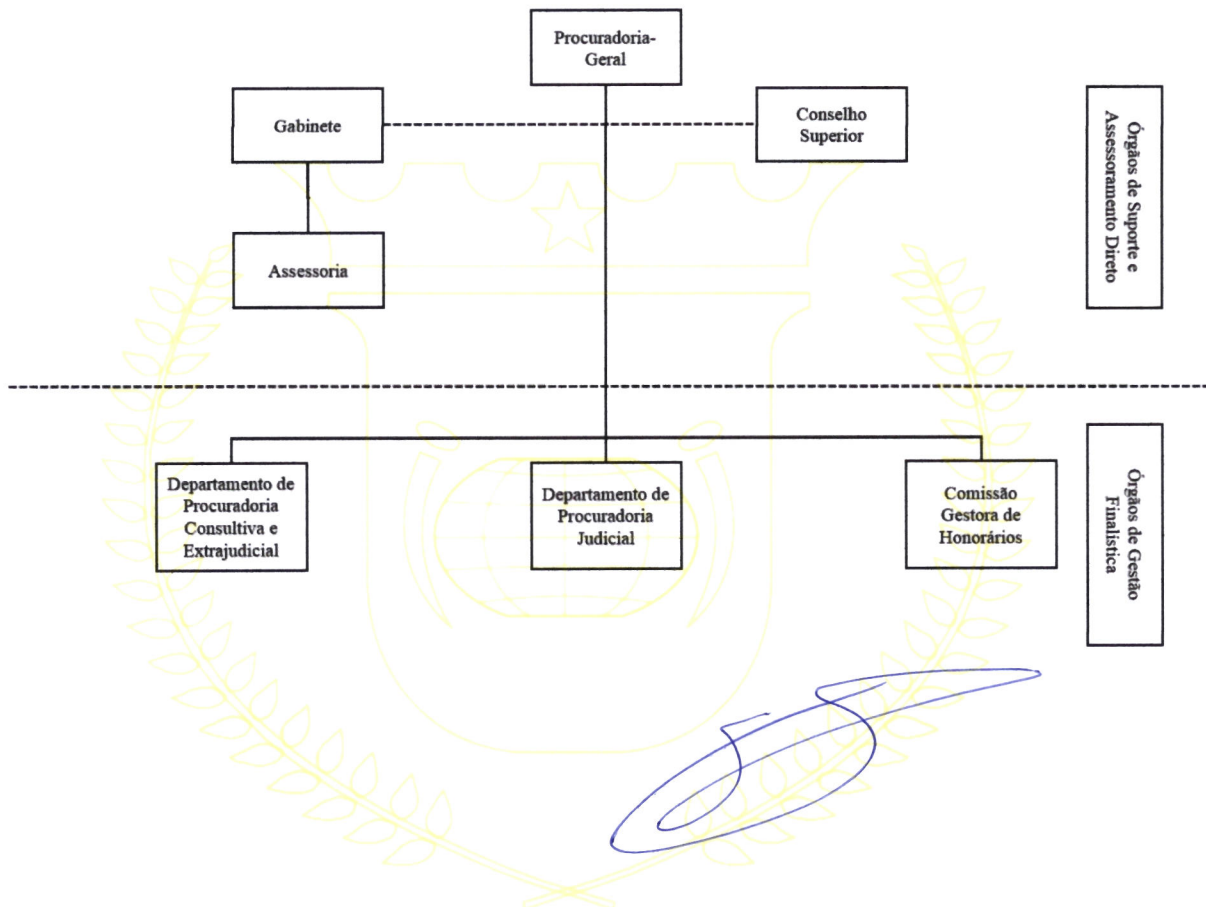 Procuradoria-
Geral
Gabinete
Conselho
Superior
Órgãos de Suporte e
Assessoramento Direto
Assessoria
Departamento de
Procuradoria
Consultiva e
Extrajudicial
Departamento de
Procuradoria
Judicial
Comissão
Gestora de
Honorários
Órgãos de Gestão
Finalística